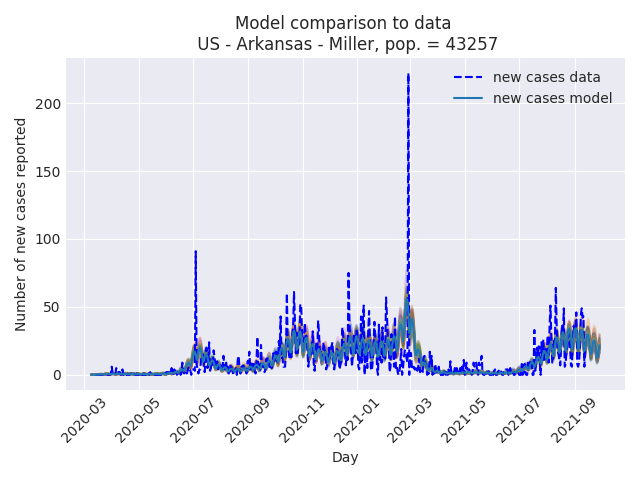 Model comparison to data
US - Arkansas - Miller, pop. = 43257
new cases data
new cases model
Number of new cases reported
200
150
100
50
0
2020-03
2020-05
2020-07
2020-09
2020-11
2021-01
2021-03
2021-05
2021-07
2021-09
Day